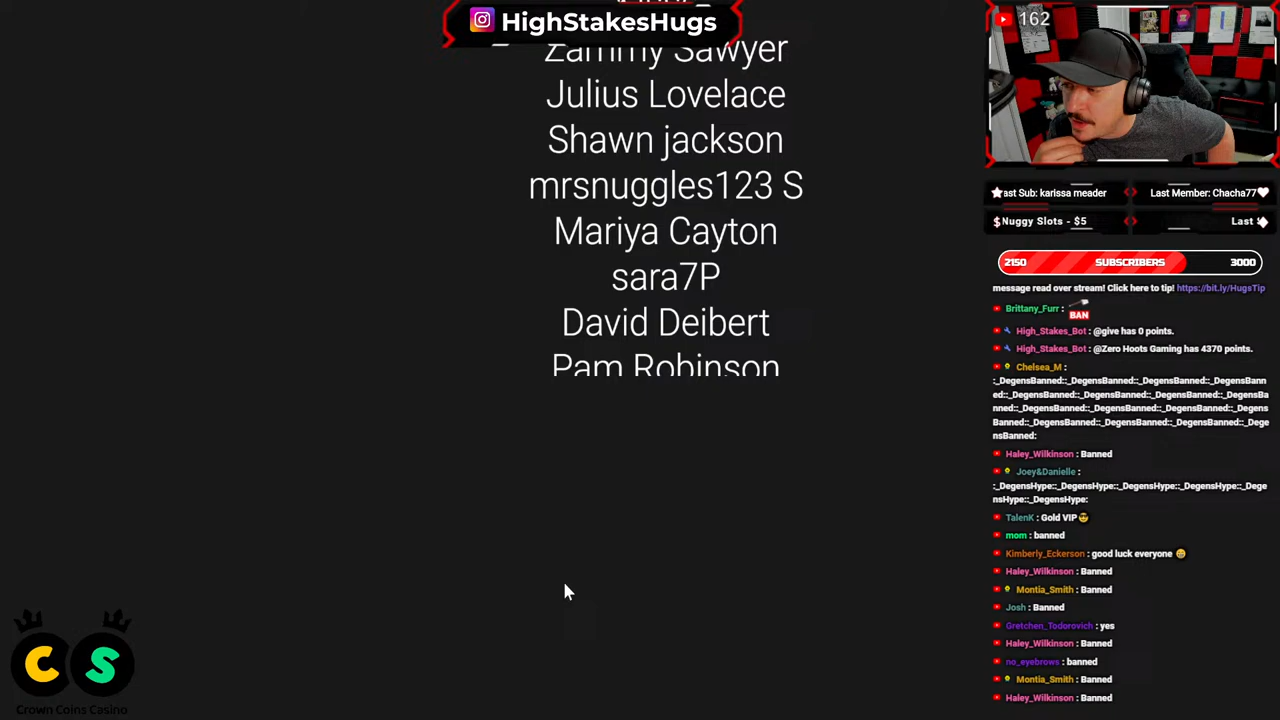 HighStakesHugs
Zammy Sawyer
Julius Lovelace
Shawn jackson
mrsnuggles123 S
Mariya Cayton
sara7P
David Deibert
Pam Robinson
C S
Crown Coins Casino
162
ast Sub: karissa meader
Last Member: Chacha77
Nuggy Slots - $5
Last
2150 SUBSCRIBERS 3000
message read over stream! Click here to tip! https://bit.ly/HugsTip
Brittany_Furr :
BAN
High_Stakes_Bot : @give has 0 points.
High_Stakes_Bot : @Zero Hoots Gaming has 4370 points.
Chelsea_M :
:_DegensBanned::_DegensBanned::_DegensBanned::_DegensBann
ed::_DegensBanned::_DegensBanned::_DegensBanned::_DegensBa
nned::_DegensBanned::_DegensBanned::_DegensBanned::_Degens
Banned::_DegensBanned::_DegensBanned::_DegensBanned::_Dege
nsBanned:
Haley_Wilkinson : Banned
Joey&Danielle :
:_DegensHype::_DegensHype::_DegensHype::_DegensHype::_Dege
nsHype::_DegensHype:
TalenK : Gold VIP😎
mom : banned
Kimberly_Eckerson : good luck everyone 😁
Haley_Wilkinson : Banned
Montia_Smith : Banned
Josh : Banned
Gretchen_Todorovich : yes
Haley_Wilkinson : Banned
no_eyebrows : banned
Montia_Smith : Banned
Haley_Wilkinson : Banned